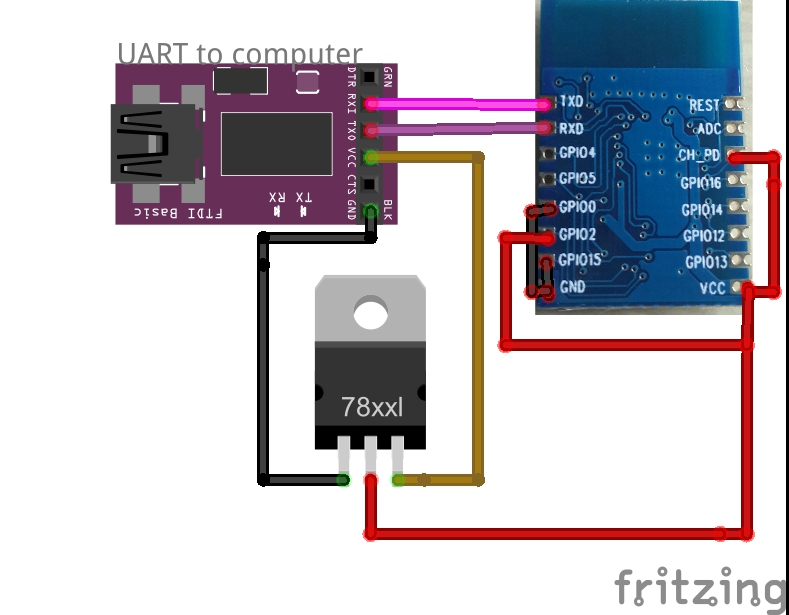 UART to computer
DTR RXI TXO VCC CTS GND
GRN
BLK
RX TX
FTDI Basic
78xxl
TXD
RXD
GPIO4
GPIO5
GPIO0
GPIO2
GPIO15
GND
REST
ADC
CH_PD
GPIO16
GPIO14
GPIO12
GPIO13
VCC
fritzing